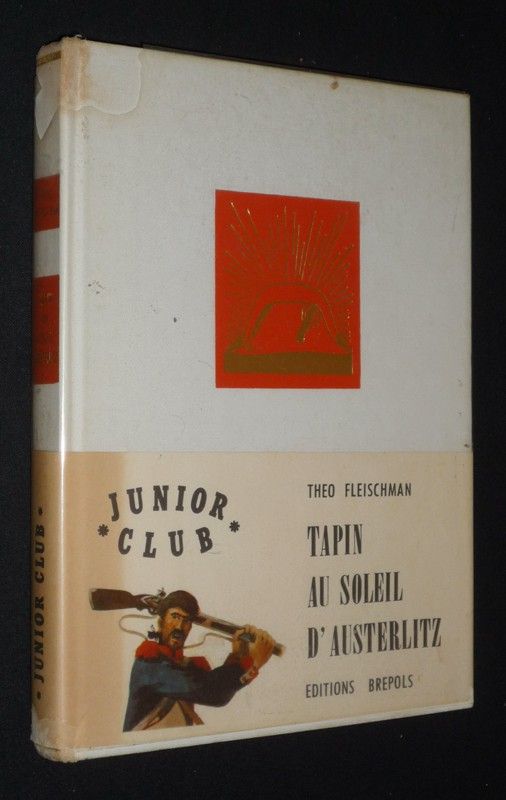 JUNIOR
* CLUB *
THEO FLEISCHMAN
TAPIN
AU SOLEIL
D'AUSTERLITZ
EDITIONS BREPOLS
• JUNIOR CLUB •